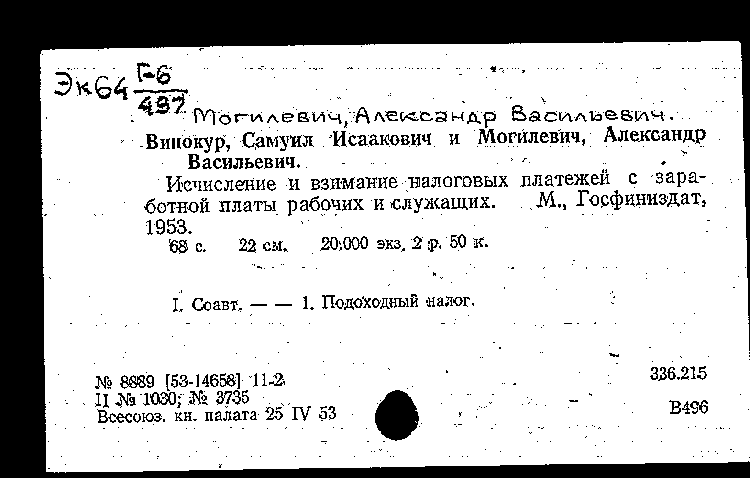 Эк64 Г-6
497
Могилевич, Александр Васильевич.
Винокур, Самуил Исаакович и Могилевич, Александр
Васильевич.
Исчисление и взимание налоговых платежей с зара-
ботной платы рабочих и служащих. М., Госфиниздат,
1953.
68 с. 22 см. 20.000 экз. 2 р. 50 к.
I. Соавт. — — 1. Подоходный налог.
№ 8889 [53-14658] 11-2 336.215
II № 1030; № 3735
Всесоюз. кн. палата 25 IV 53 В496